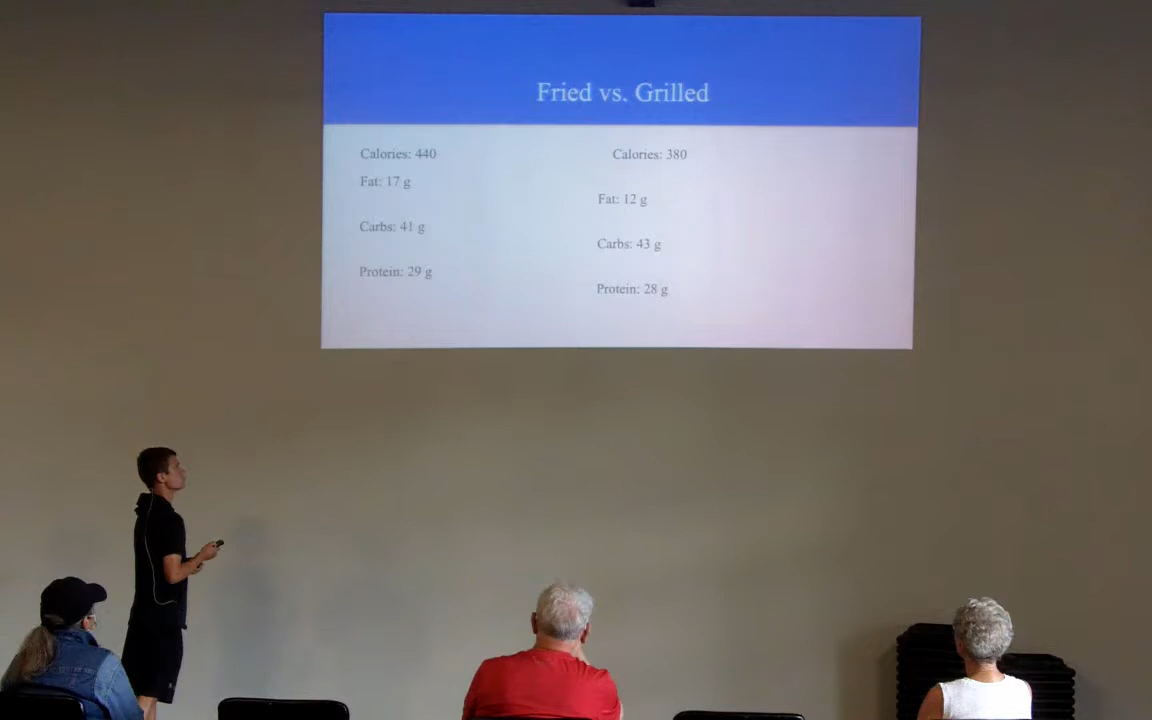 Fried vs. Grilled
Calories: 440
Fat: 17 g
Carbs: 41 g
Protein: 29 g
Calories: 380
Fat: 12 g
Carbs: 43 g
Protein: 28 g